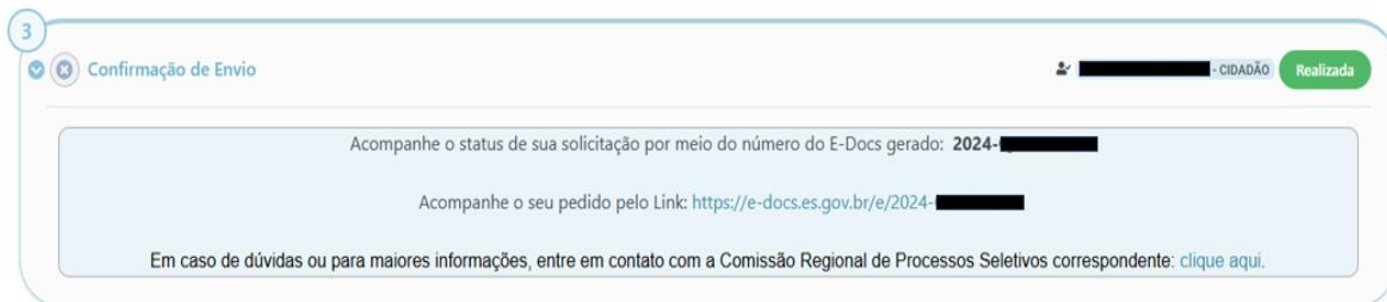 3
Confirmação de Envio
- CIDADÃO
Realizada
Acompanhe o status de sua solicitação por meio do número do E-Docs gerado: 2024-
Acompanhe o seu pedido pelo Link: https://e-docs.es.gov.br/e/2024-
Em caso de dúvidas ou para maiores informações, entre em contato com a Comissão Regional de Processos Seletivos correspondente: clique aqui.